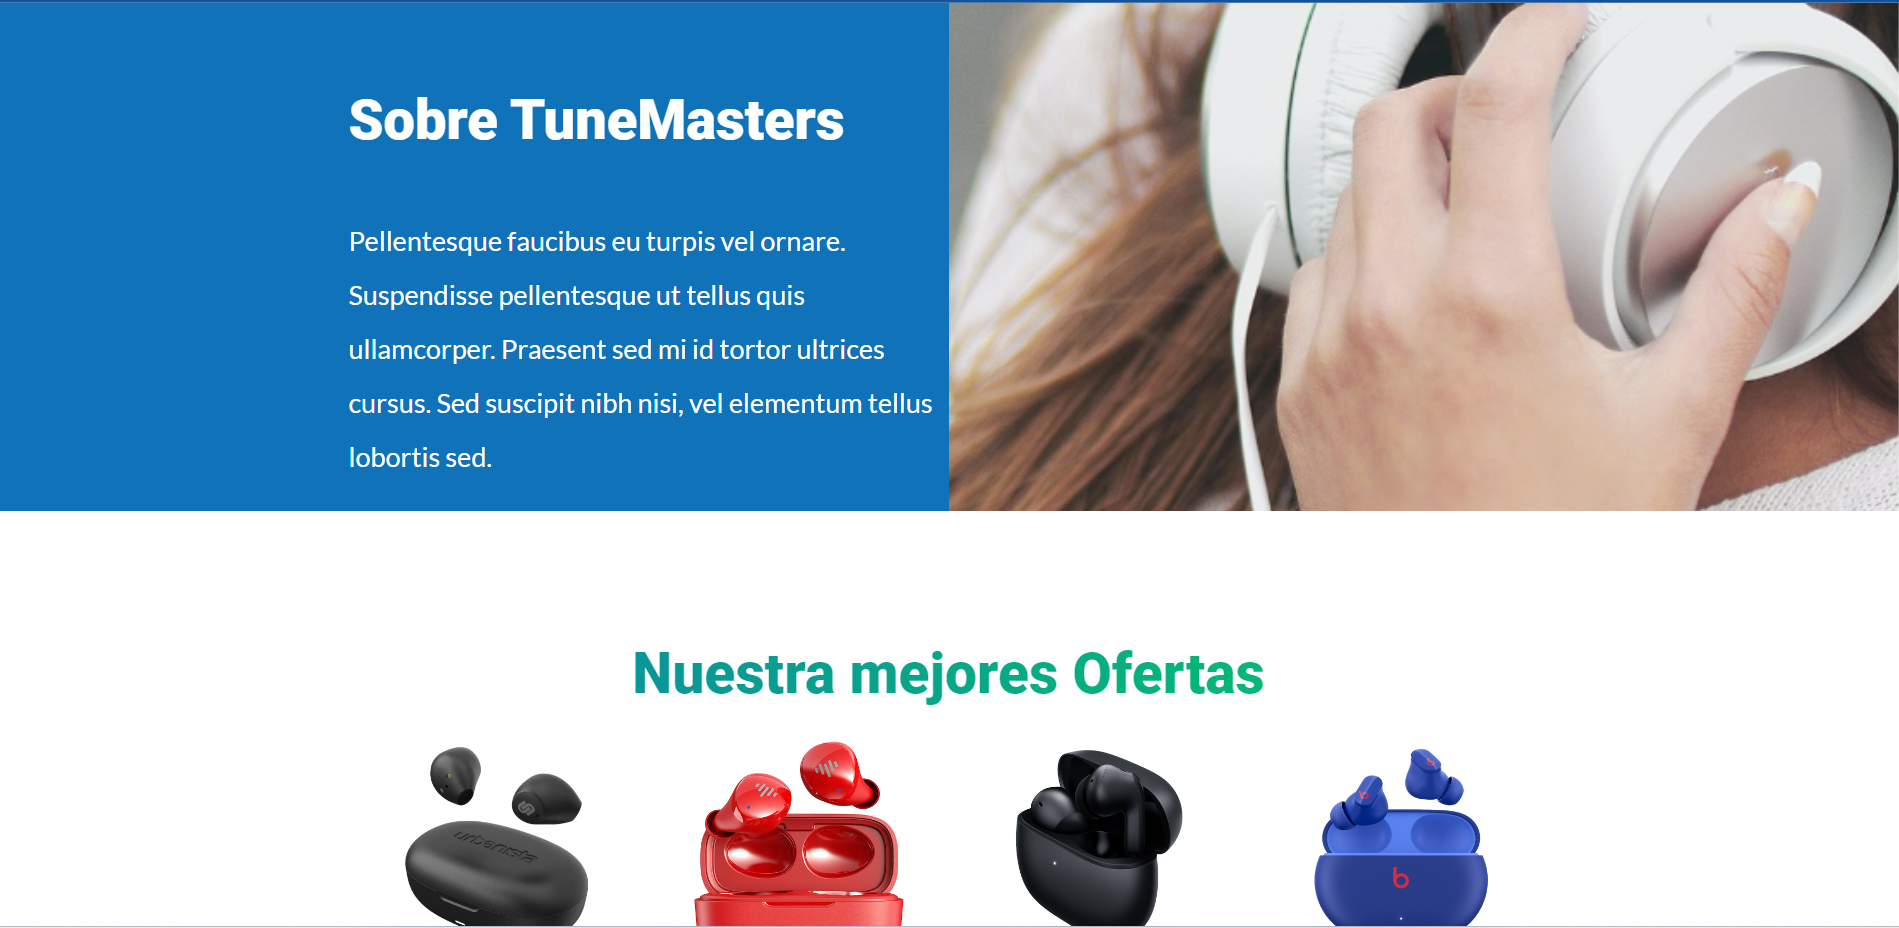 Sobre TuneMasters
Pellentesque faucibus eu turpis vel ornare.
Suspendisse pellentesque ut tellus quis
ullamcorper. Praesent sed mi id tortor ultrices
cursus. Sed suscipit nibh nisi, vel elementum tellus
lobortis sed.
Nuestra mejores Ofertas
urbanista
b